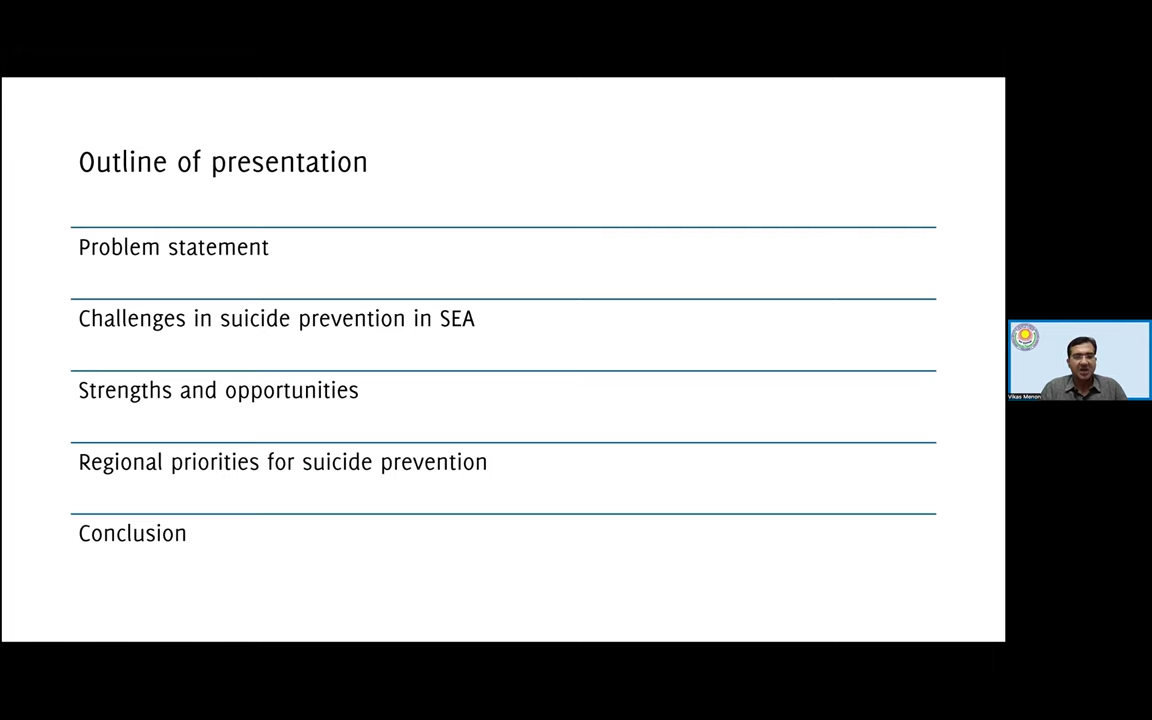 Outline of presentation
Problem statement
Challenges in suicide prevention in SEA
Strengths and opportunities
Regional priorities for suicide prevention
Conclusion
Vikas Menon